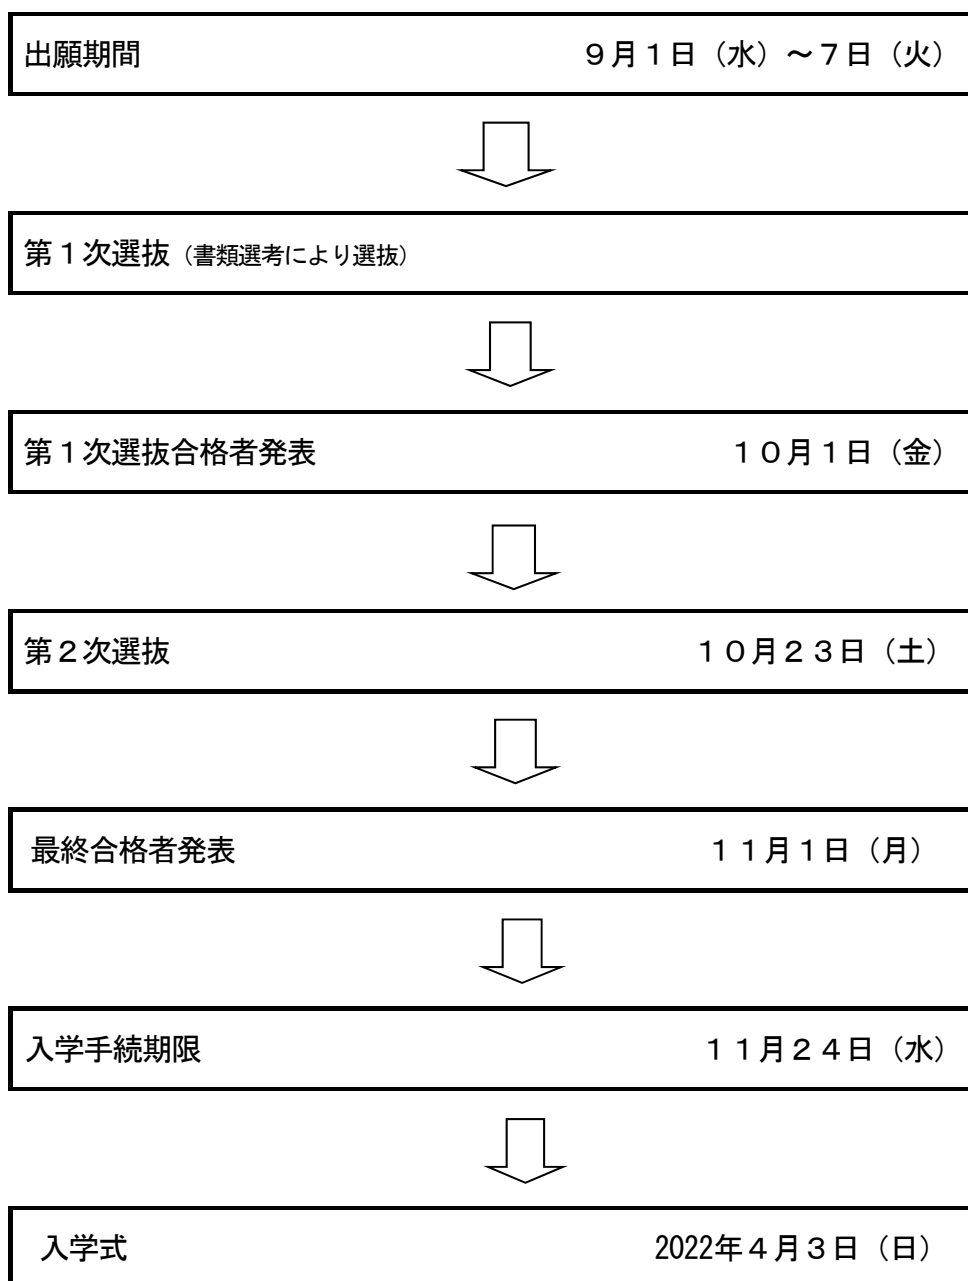 出願期間 9月1日（水）～7日（火）
第1次選抜（書類選考により選抜）
第1次選抜合格者発表 10月1日（金）
第2次選抜 10月23日（土）
最終合格者発表 11月1日（月）
入学手続期限 11月24日（水）
入学式 2022年4月3日（日）